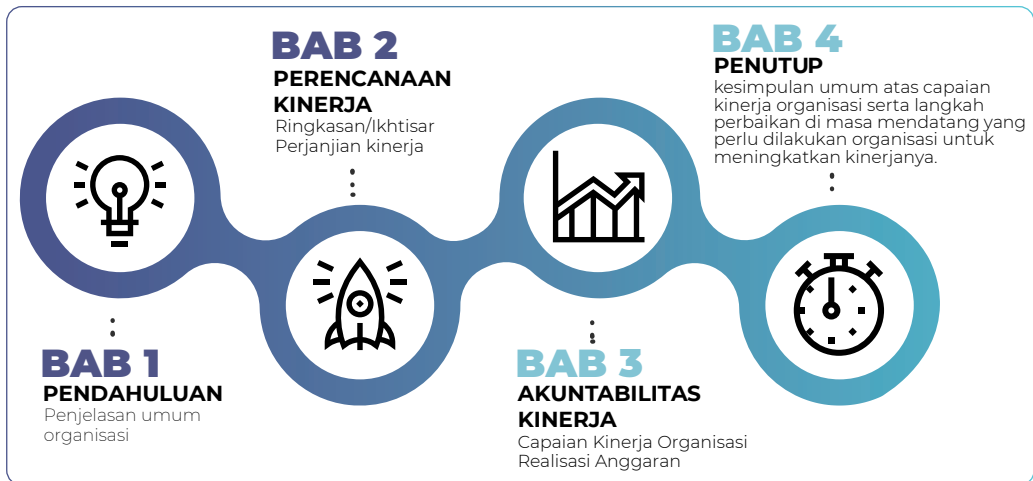 BAB 1
PENDAHULUAN
Penjelasan umum
organisasi
BAB 2
PERENCANAAN
KINERJA
Ringkasan/Ikhtisar
Perjanjian kinerja
BAB 3
AKUNTABILITAS
KINERJA
Capaian Kinerja Organisasi
Realisasi Anggaran
BAB 4
PENUTUP
kesimpulan umum atas capaian
kinerja organisasi serta langkah
perbaikan di masa mendatang yang
perlu dilakukan organisasi untuk
meningkatkan kinerjanya.